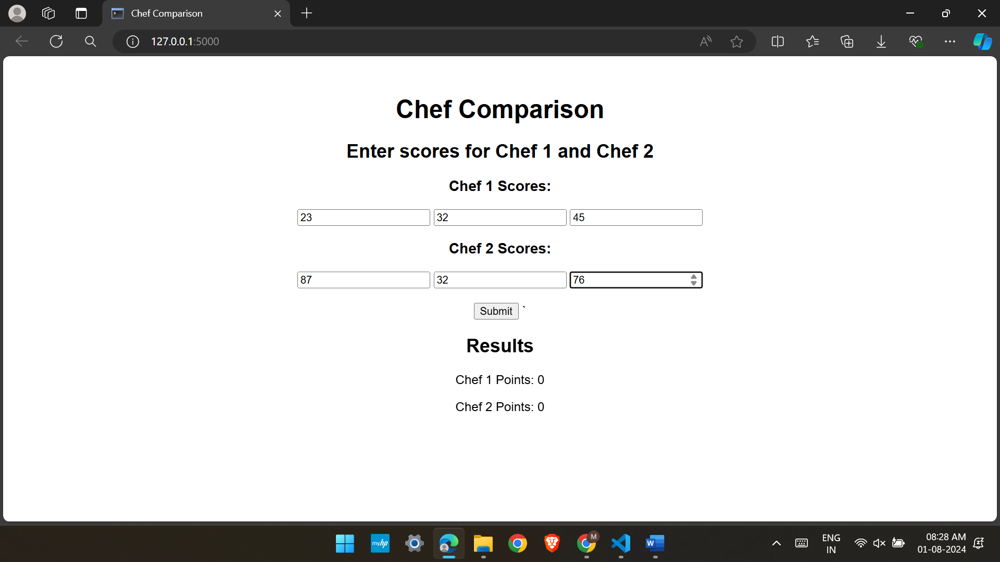 Chef Comparison
127.0.0.1:5000
Chef Comparison
Enter scores for Chef 1 and Chef 2
Chef 1 Scores:
23 32 45
Chef 2 Scores:
87 32 76
Submit `
Results
Chef 1 Points: 0
Chef 2 Points: 0
myhp
M
W
ENG
IN
08:28 AM
01-08-2024